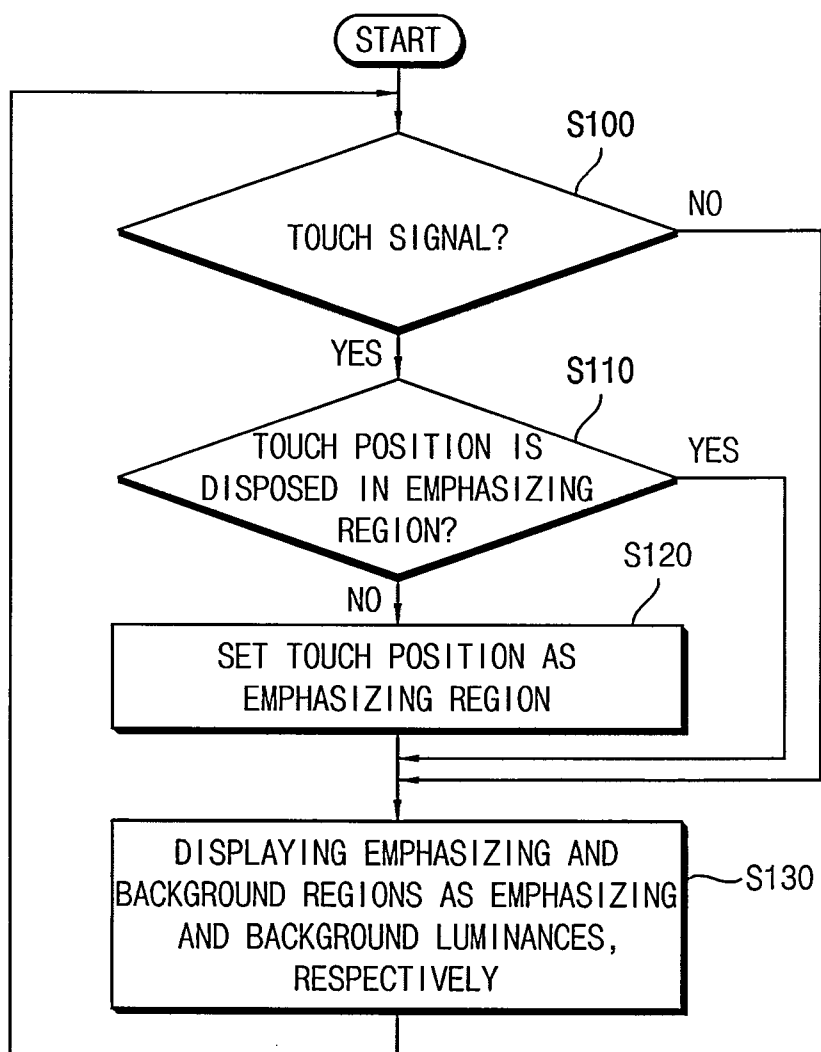 START
S100
TOUCH SIGNAL?
NO
YES
S110
TOUCH POSITION IS
DISPOSED IN EMPHASIZING
REGION?
YES
NO
S120
SET TOUCH POSITION AS
EMPHASIZING REGION
DISPLAYING EMPHASIZING AND
BACKGROUND REGIONS AS EMPHASIZING
AND BACKGROUND LUMINANCES,
RESPECTIVELY
S130